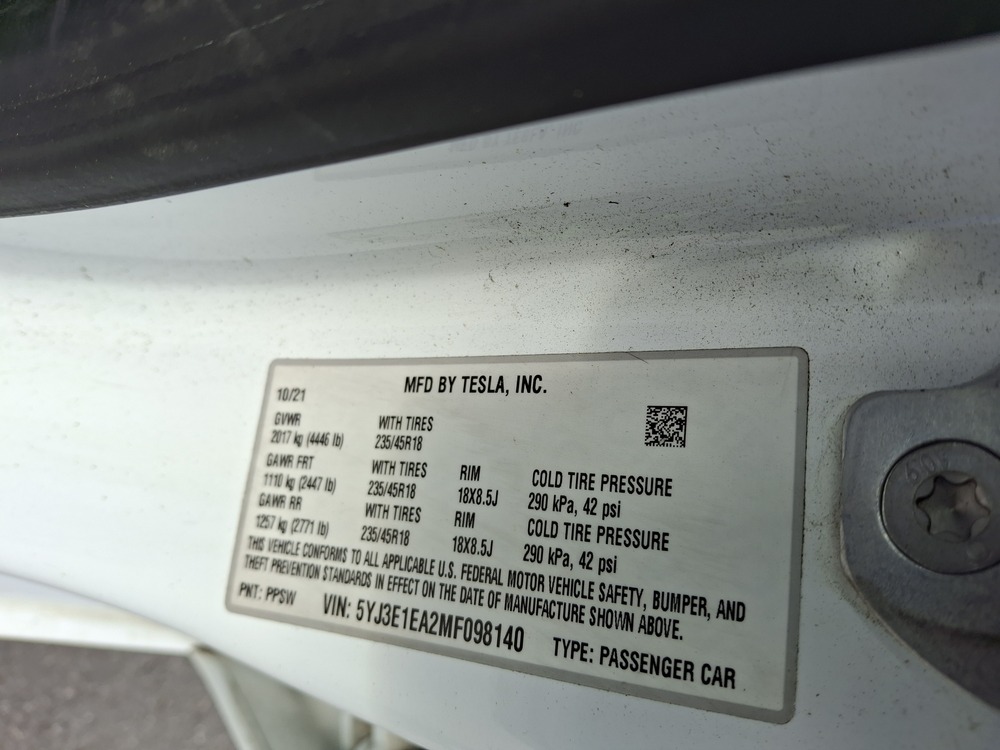 MFD BY TESLA, INC.
10/21
GVWR WITH TIRES
2017 kg (4446 lb) 235/45R18
GAWR FRT WITH TIRES RIM COLD TIRE PRESSURE
1110 kg (2447 lb) 235/45R18 18X8.5J 290 kPa, 42 psi
GAWR RR WITH TIRES RIM COLD TIRE PRESSURE
1257 kg (2771 lb) 235/45R18 18X8.5J 290 kPa, 42 psi
THIS VEHICLE CONFORMS TO ALL APPLICABLE U.S. FEDERAL MOTOR VEHICLE SAFETY, BUMPER, AND
THEFT PREVENTION STANDARDS IN EFFECT ON THE DATE OF MANUFACTURE SHOWN ABOVE.
PNT: PPSW VIN: 5YJ3E1EA2MF098140 TYPE: PASSENGER CAR